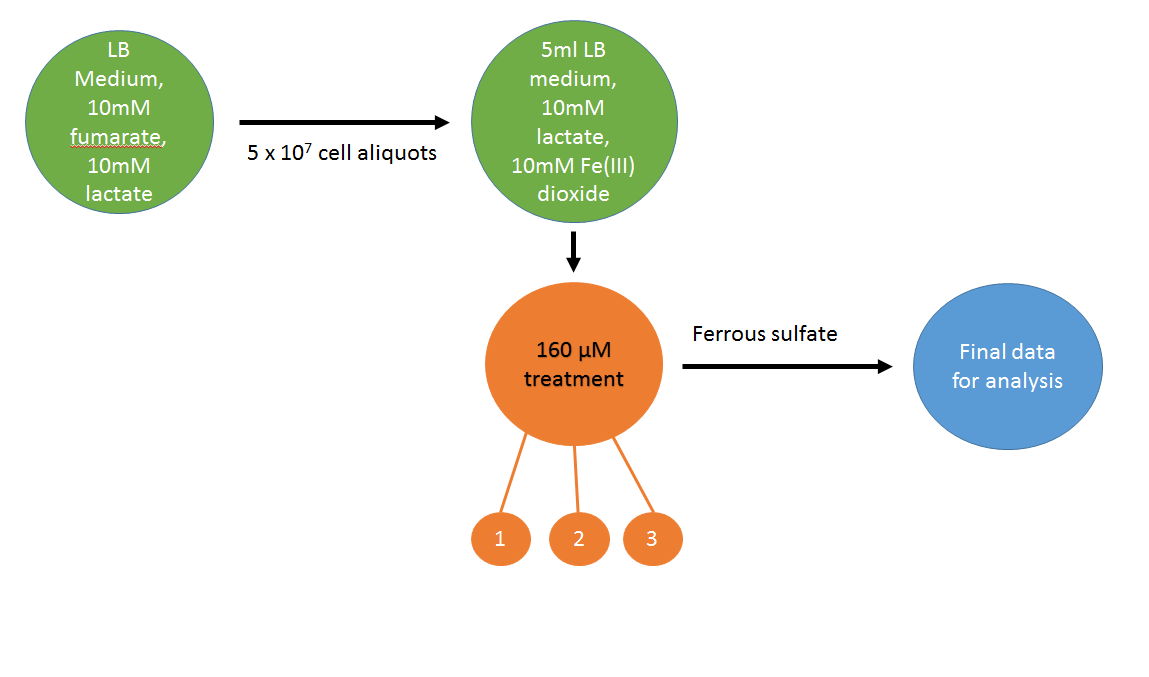 LB
Medium,
10mM
fumarate,
10mM
lactate
5 x 10⁷ cell aliquots
5ml LB
medium,
10mM
lactate,
10mM Fe(III)
dioxide
160 µM
treatment
Ferrous sulfate
Final data
for analysis
1
2
3